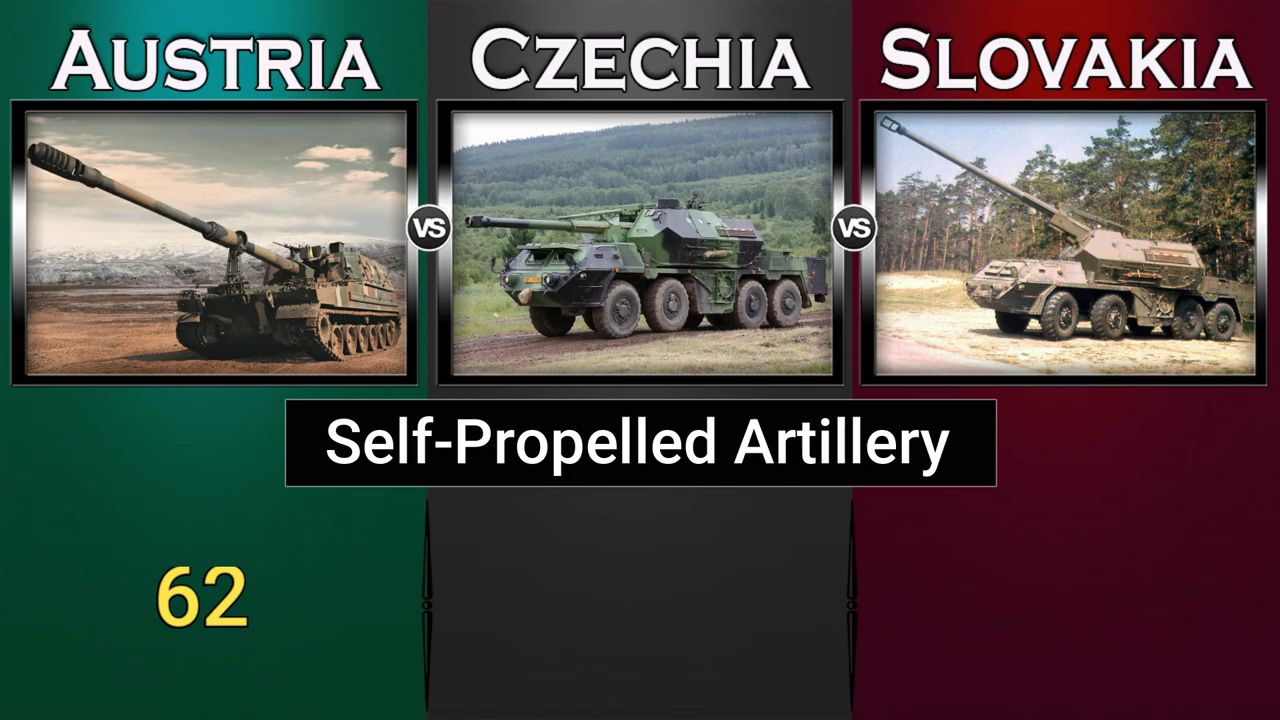 AUSTRIA
CZECHIA
SLOVAKIA
VS
VS
Self-Propelled Artillery
62